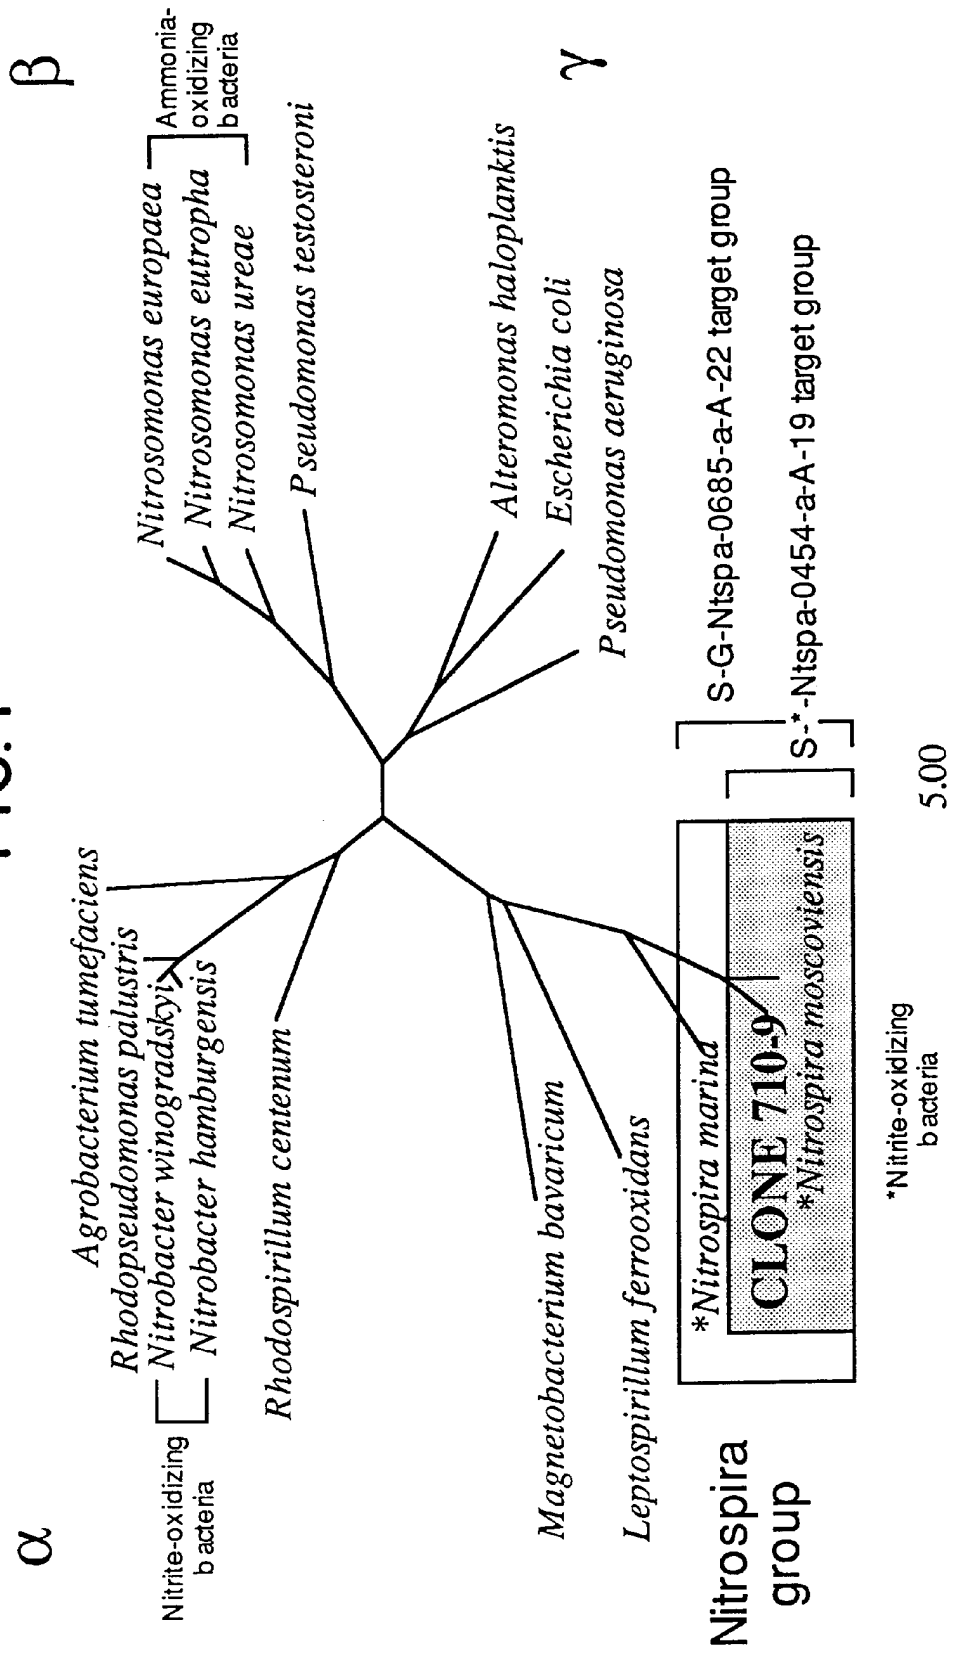 α
β
Ammonia-
oxidizing
bacteria
Nitrosomonas europaea
Nitrosomonas eutropha
Nitrosomonas ureae
Pseudomonas testosteroni
Agrobacterium tumefaciens
Rhodopseudomonas palustris
Nitrobacter winogradskyi
Nitrobacter hamburgensis
Nitrite-oxidizing
bacteria
Rhodospirillum centenum
γ
Alteromonas haloplanktis
Escherichia coli
Pseudomonas aeruginosa
Magnetobacterium bavaricum
Leptospirillum ferrooxidans
Nitrospira
group
*Nitrospira marina
CLONE 710-9
*Nitrospira moscoviensis
S-G-Ntspa-0685-a-A-22 target group
S-*-Ntspa-0454-a-A-19 target group
*Nitrite-oxidizing
bacteria
5.00